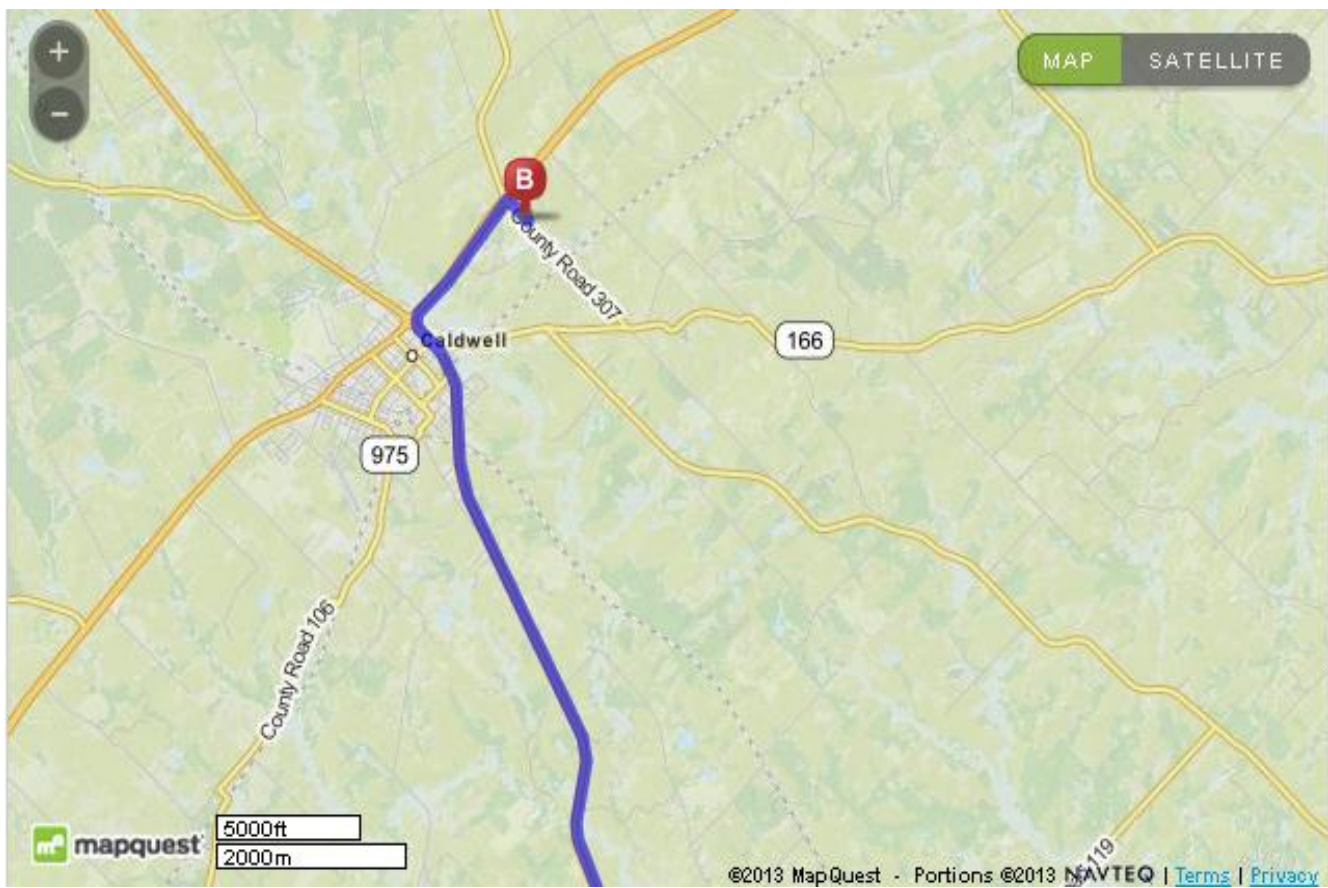 +
MAP SATELLITE
−
B
County Road 307
Caldwell
166
975
County Road 106
mapquest
5000ft
2000m
119
©2013 MapQuest - Portions ©2013 NAVTEQ | Terms | Privacy